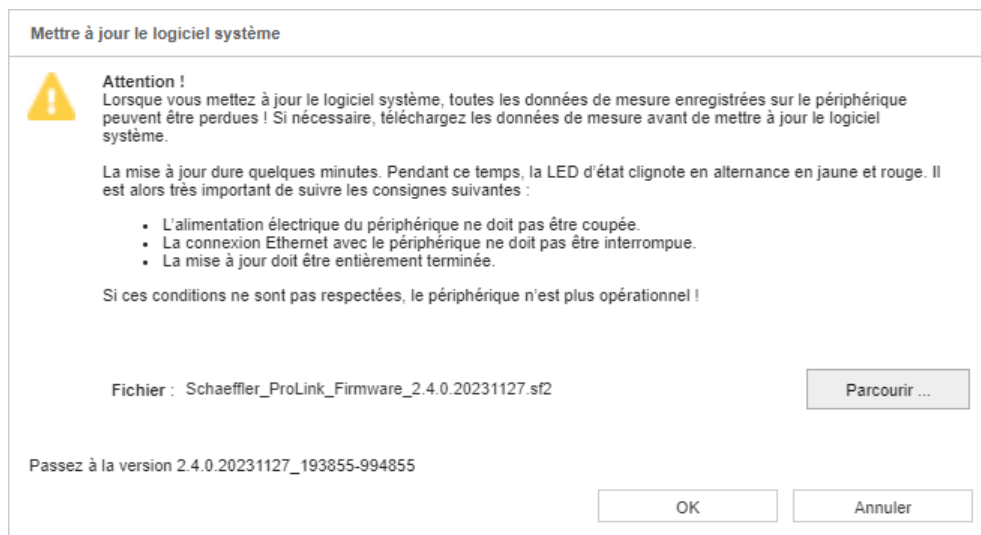 Mettre à jour le logiciel système
Attention !
Lorsque vous mettez à jour le logiciel système, toutes les données de mesure enregistrées sur le périphérique
peuvent être perdues ! Si nécessaire, téléchargez les données de mesure avant de mettre à jour le logiciel
système.
La mise à jour dure quelques minutes. Pendant ce temps, la LED d’état clignote en alternance en jaune et rouge. Il
est alors très important de suivre les consignes suivantes :
• L’alimentation électrique du périphérique ne doit pas être coupée.
• La connexion Ethernet avec le périphérique ne doit pas être interrompue.
• La mise à jour doit être entièrement terminée.
Si ces conditions ne sont pas respectées, le périphérique n’est plus opérationnel !
Fichier : Schaeffler_ProLink_Firmware_2.4.0.20231127.sf2 Parcourir ...
Passez à la version 2.4.0.20231127_193855-994855
OK Annuler